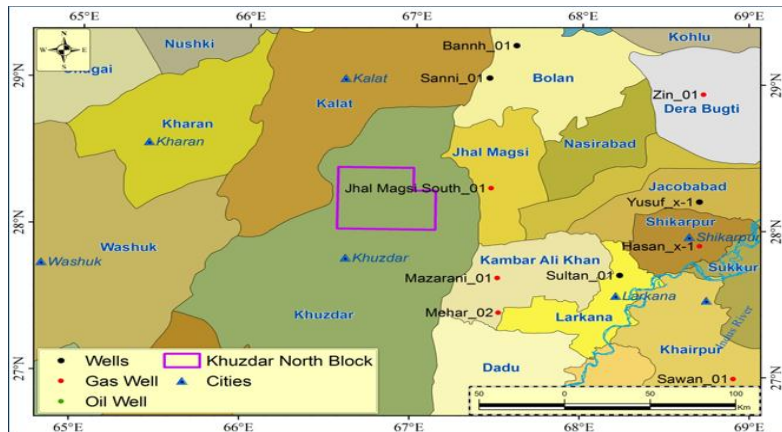 65°E 66°E 67°E 68°E 69°E
N
W E
S
Nushki
Kohlu
Bannh_01
29°N
29°N
Chagai
Kalat
Sanni_01
Bolan
Zin_01
Kalat
Dera Bugti
Kharan
Kharan
Jhal Magsi
Nasirabad
Jhal Magsi South_01
Jacobabad
Yusuf_x-1
Shikarpur
Shikarpur
28°N
28°N
Washuk
Hasan_x-1
Kambar Ali Khan
Washuk
Khuzdar
Sukkur
Mazarani_01
Sultan_01
Larkana
Khuzdar
Mehar_02
Larkana
Indus River
Khairpur
Dadu
27°N
27°N
Sawan_01
Wells Khuzdar North Block
Gas Well Cities
Oil Well
50 0 50 100
Km
65°E 66°E 67°E 68°E 69°E